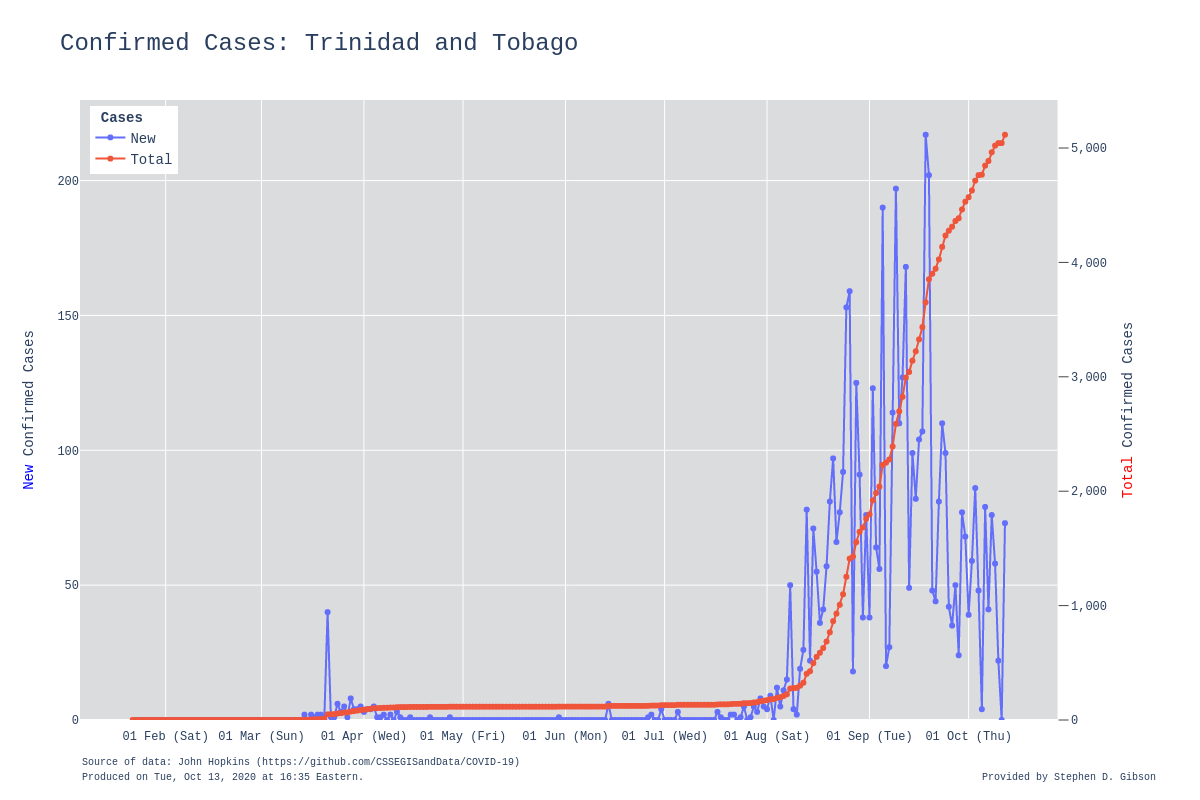 Confirmed Cases: Trinidad and Tobago
Cases
New
Total
200
150
100
50
0
5,000
4,000
3,000
2,000
1,000
0
New Confirmed Cases
Total Confirmed Cases
01 Feb (Sat) 01 Mar (Sun) 01 Apr (Wed) 01 May (Fri) 01 Jun (Mon) 01 Jul (Wed) 01 Aug (Sat) 01 Sep (Tue) 01 Oct (Thu)
Source of data: John Hopkins (https://github.com/CSSEGISandData/COVID-19)
Produced on Tue, Oct 13, 2020 at 16:35 Eastern.
Provided by Stephen D. Gibson